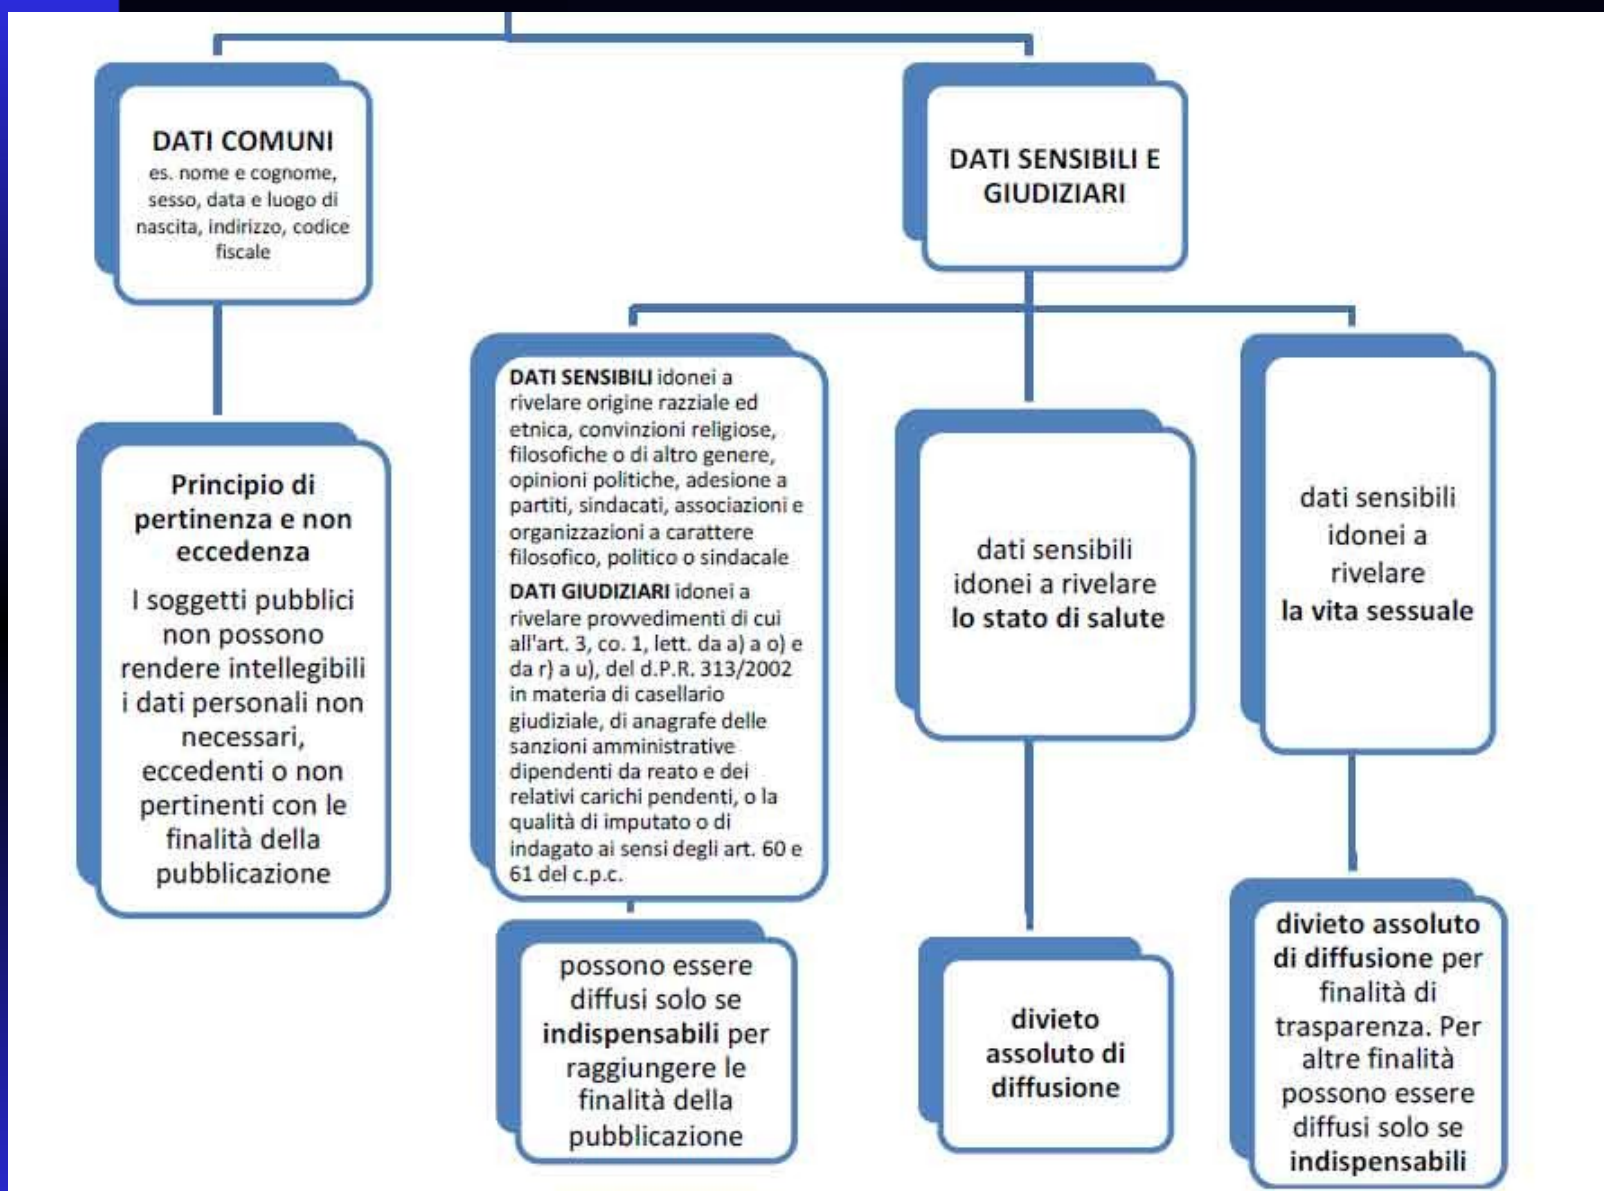 DATI COMUNI
es. nome e cognome,
sesso, data e luogo di
nascita, indirizzo, codice
fiscale
DATI SENSIBILI E
GIUDIZIARI
Principio di
pertinenza e non
eccedenza
I soggetti pubblici
non possono
rendere intellegibili
i dati personali non
necessari,
eccedenti o non
pertinenti con le
finalità della
pubblicazione
DATI SENSIBILI idonei a
rivelare origine razziale ed
etnica, convinzioni religiose,
filosofiche o di altro genere,
opinioni politiche, adesione a
partiti, sindacati, associazioni e
organizzazioni a carattere
filosofico, politico o sindacale
DATI GIUDIZIARI idonei a
rivelare provvedimenti di cui
all'art. 3, co. 1, lett. da a) a o) e
da r) a u), del d.P.R. 313/2002
in materia di casellario
giudiziale, di anagrafe delle
sanzioni amministrative
dipendenti da reato e dei
relativi carichi pendenti, o la
qualità di imputato o di
indagato ai sensi degli art. 60 e
61 del c.p.c.
possono essere
diffusi solo se
indispensabili per
raggiungere le
finalità della
pubblicazione
dati sensibili
idonei a rivelare
lo stato di salute
divieto
assoluto di
diffusione
dati sensibili
idonei a
rivelare
la vita sessuale
divieto assoluto
di diffusione per
finalità di
trasparenza. Per
altre finalità
possono essere
diffusi solo se
indispensabili